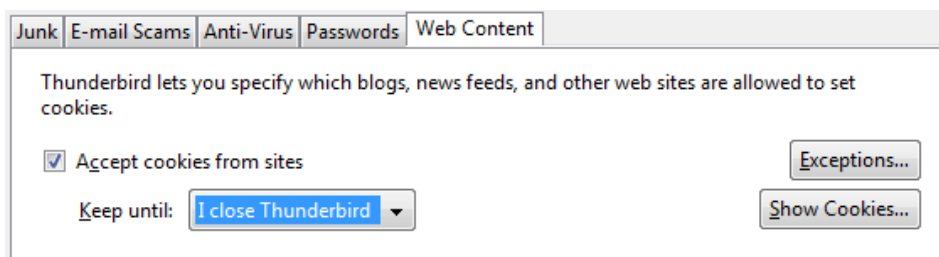 Junk E-mail Scams Anti-Virus Passwords Web Content
Thunderbird lets you specify which blogs, news feeds, and other web sites are allowed to set
cookies.
Accept cookies from sites Exceptions...
Keep until: I close Thunderbird Show Cookies...